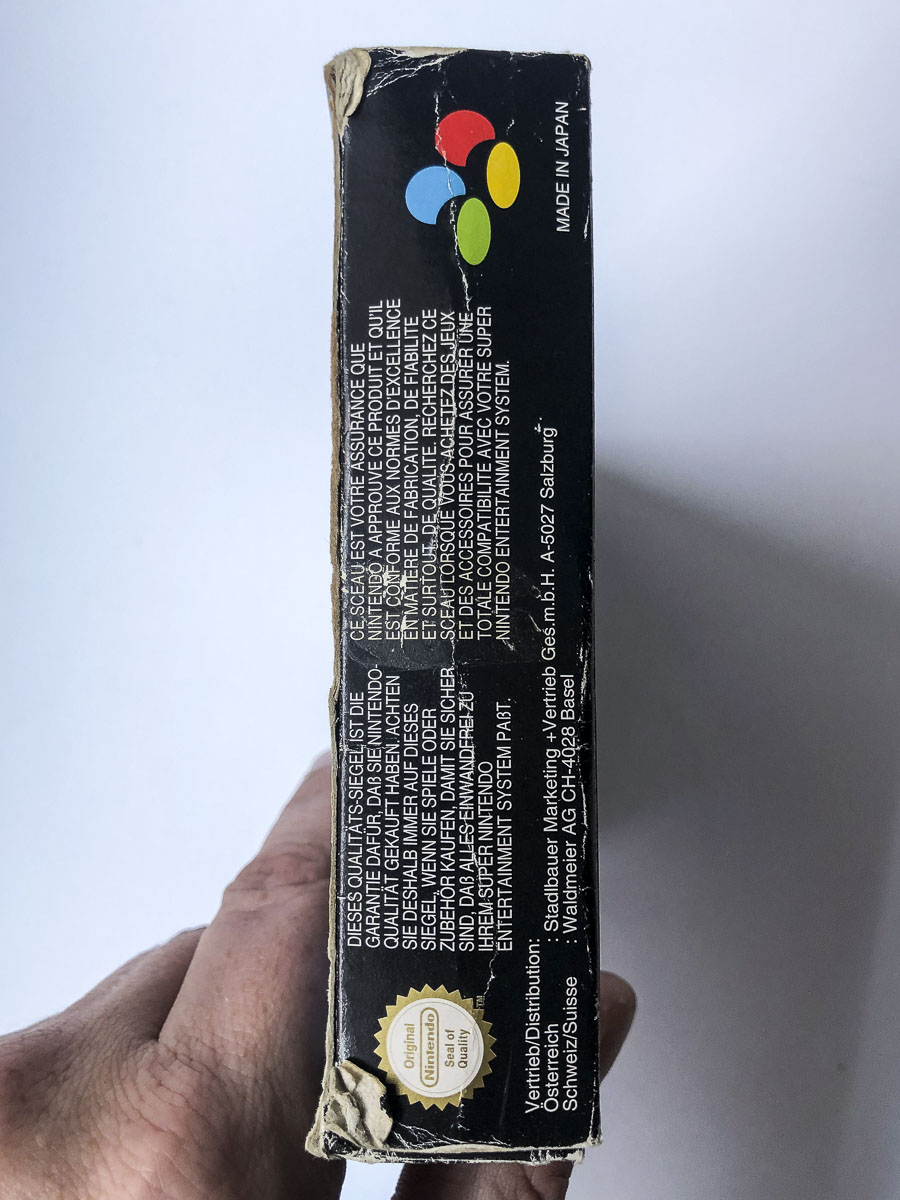 Original
Nintendo
Seal of
Quality
TM
DIESES QUALITÄTS-SIEGEL IST DIE
GARANTIE DAFÜR, DAß SIE NINTENDO-
QUALITÄT GEKAUFT HABEN. ACHTEN
SIE DESHALB IMMER AUF DIESES
SIEGEL, WENN SIE SPIELE ODER
ZUBEHÖR KAUFEN, DAMIT SIE SICHER
SIND, DAß ALLES EINWANDFREI ZU
IHREM SUPER NINTENDO
ENTERTAINMENT SYSTEM PAßT.
CE SCEAU EST VOTRE ASSURANCE QUE
NINTENDO A APPROUVE CE PRODUIT ET QU'IL
EST CONFORME AUX NORMES D'EXCELLENCE
EN MATIERE DE FABRICATION, DE FIABILITE
ET SURTOUT, DE QUALITE. RECHERCHEZ CE
SCEAU LORSQUE VOUS ACHETEZ DES JEUX
ET DES ACCESSOIRES POUR ASSURER UNE
TOTALE COMPATIBILITE AVEC VOTRE SUPER
NINTENDO ENTERTAINMENT SYSTEM.
Vertrieb/Distribution:
Österreich : Stadlbauer Marketing +Vertrieb Ges.m.b.H. A-5027 Salzburg
Schweiz/Suisse : Waldmeier AG CH-4028 Basel
MADE IN JAPAN